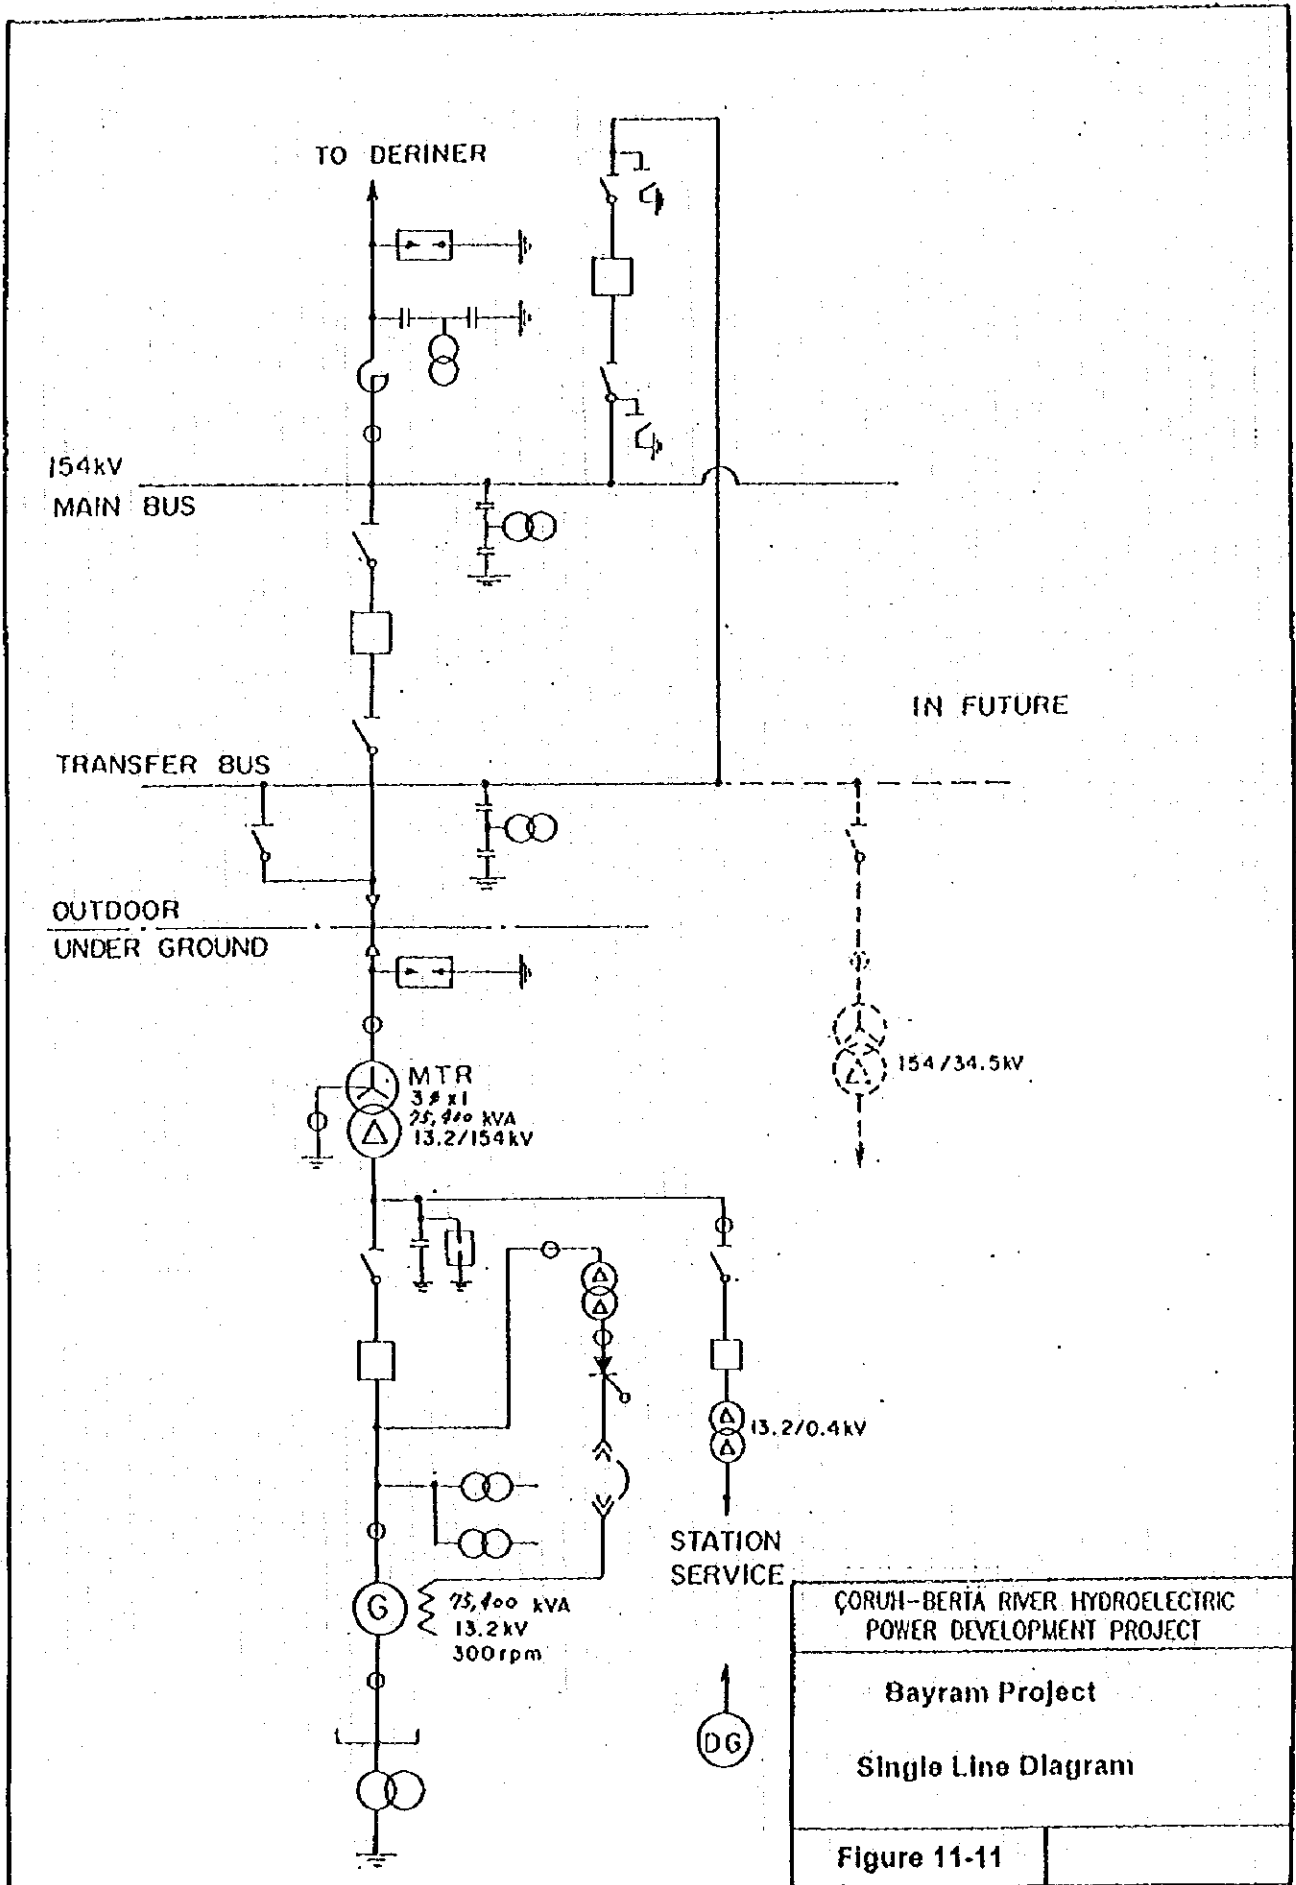 TO DERINER
154kV
MAIN BUS
IN FUTURE
TRANSFER BUS
OUTDOOR
UNDER GROUND
MTR
3ø x1
75,400 kVA
13.2/154kV
154/34.5kV
13.2/0.4kV
STATION
SERVICE
G
75,400 kVA
13.2kV
300rpm
DG
ÇORUH-BERTA RIVER HYDROELECTRIC
POWER DEVELOPMENT PROJECT
Bayram Project
Single Line Diagram
Figure 11-11